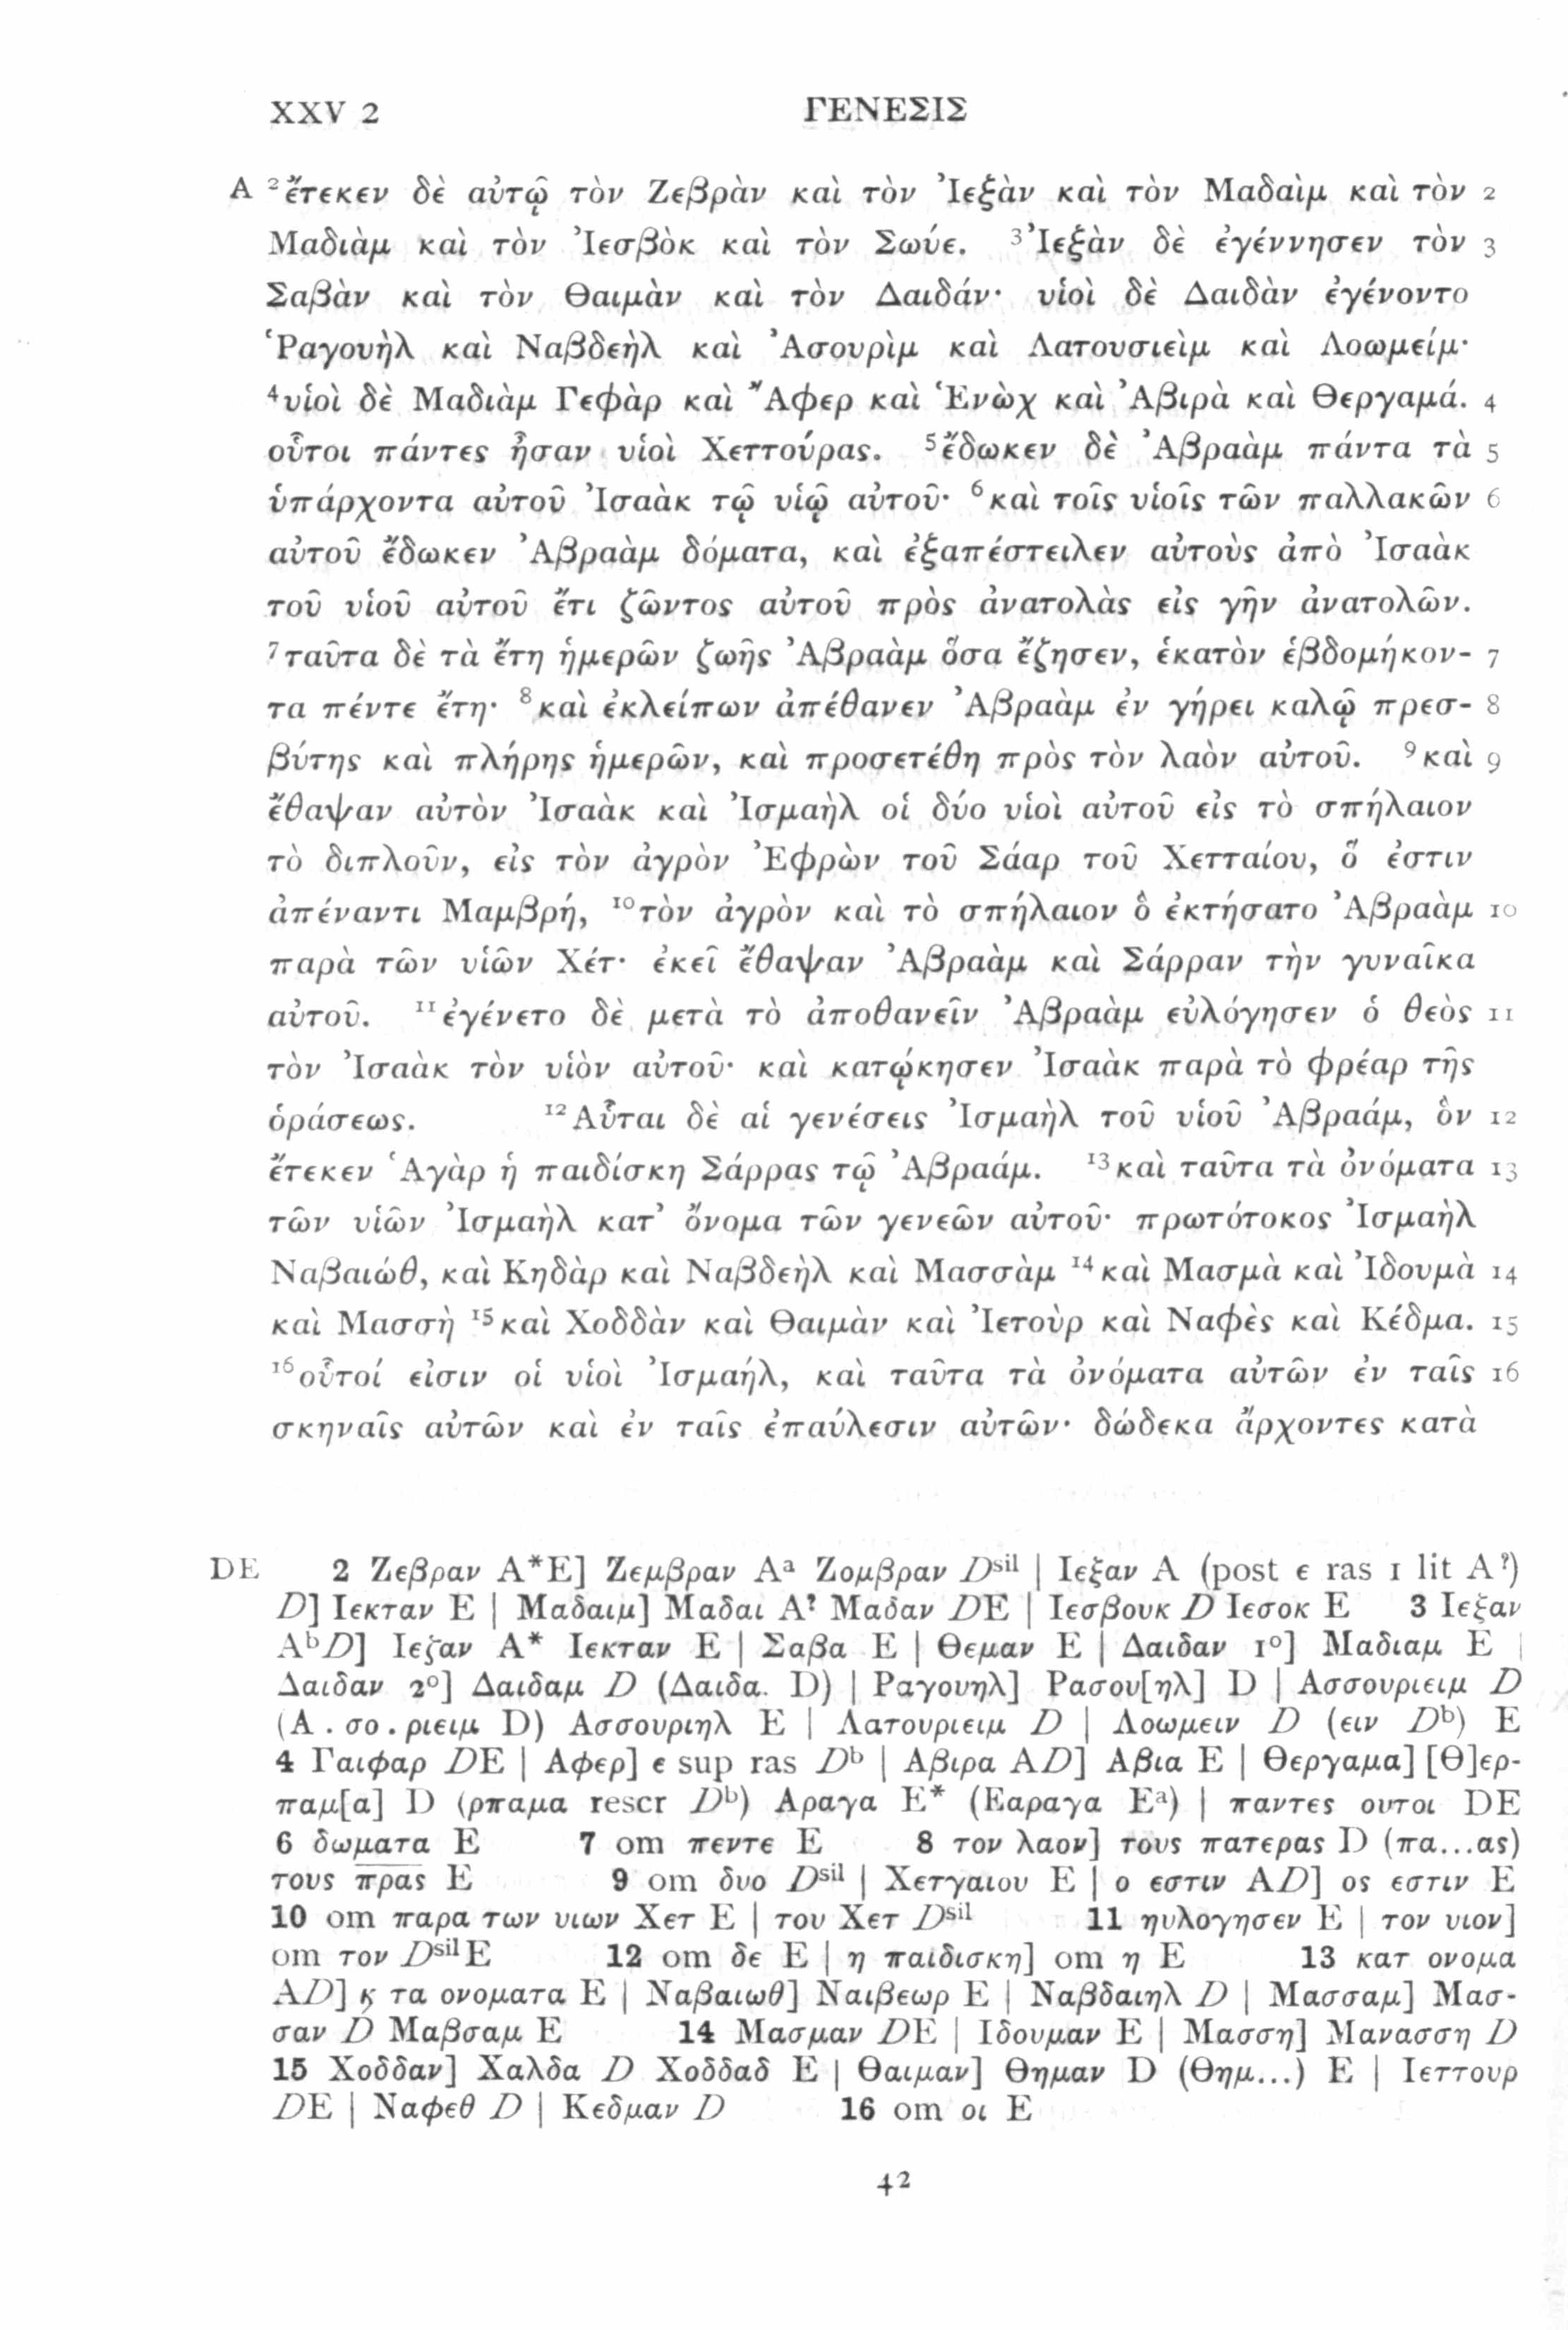 XXV 2 ΓΕΝΕΣΙΣ
A ²ἔτεκεν δὲ αὐτῷ τὸν Ζεβρὰν καὶ τὸν Ἰεξὰν καὶ τὸν Μαδαὶμ καὶ τὸν 2
Μαδιὰμ καὶ τὸν Ἰεσβὸκ καὶ τὸν Σωύε. ³Ἰεξὰν δὲ ἐγέννησεν τὸν 3
Σαβὰν καὶ τὸν Θαιμὰν καὶ τὸν Δαιδάν· υἱοὶ δὲ Δαιδὰν ἐγένοντο
Ῥαγουὴλ καὶ Ναβδεὴλ καὶ Ἀσουρὶμ καὶ Λατουσιεὶμ καὶ Λοωμείμ·
⁴υἱοὶ δὲ Μαδιὰμ Γεφὰρ καὶ Ἄφερ καὶ Ἑνὼχ καὶ Ἀβιρὰ καὶ Θεργαμά. 4
οὗτοι πάντες ἦσαν υἱοὶ Χεττούρας. ⁵ἔδωκεν δὲ Ἀβραὰμ πάντα τὰ 5
ὑπάρχοντα αὐτοῦ Ἰσαὰκ τῷ υἱῷ αὐτοῦ· ⁶καὶ τοῖς υἱοῖς τῶν παλλακῶν 6
αὐτοῦ ἔδωκεν Ἀβραὰμ δόματα, καὶ ἐξαπέστειλεν αὐτοὺς ἀπὸ Ἰσαὰκ
τοῦ υἱοῦ αὐτοῦ ἔτι ζῶντος αὐτοῦ πρὸς ἀνατολὰς εἰς γῆν ἀνατολῶν.
⁷ταῦτα δὲ τὰ ἔτη ἡμερῶν ζωῆς Ἀβραὰμ ὅσα ἔζησεν, ἑκατὸν ἑβδομήκον- 7
τα πέντε ἔτη· ⁸καὶ ἐκλείπων ἀπέθανεν Ἀβραὰμ ἐν γήρει καλῷ πρεσ- 8
βύτης καὶ πλήρης ἡμερῶν, καὶ προσετέθη πρὸς τὸν λαὸν αὐτοῦ. ⁹καὶ 9
ἔθαψαν αὐτὸν Ἰσαὰκ καὶ Ἰσμαὴλ οἱ δύο υἱοὶ αὐτοῦ εἰς τὸ σπήλαιον
τὸ διπλοῦν, εἰς τὸν ἀγρὸν Ἐφρὼν τοῦ Σάαρ τοῦ Χετταίου, ὅ ἐστιν
ἀπέναντι Μαμβρή, ¹⁰τὸν ἀγρὸν καὶ τὸ σπήλαιον ὃ ἐκτήσατο Ἀβραὰμ 10
παρὰ τῶν υἱῶν Χέτ· ἐκεῖ ἔθαψαν Ἀβραὰμ καὶ Σάρραν τὴν γυναῖκα
αὐτοῦ. ¹¹ἐγένετο δὲ μετὰ τὸ ἀποθανεῖν Ἀβραὰμ εὐλόγησεν ὁ θεὸς 11
τὸν Ἰσαὰκ τὸν υἱὸν αὐτοῦ· καὶ κατῴκησεν Ἰσαὰκ παρὰ τὸ φρέαρ τῆς
ὁράσεως. ¹²Αὗται δὲ αἱ γενέσεις Ἰσμαὴλ τοῦ υἱοῦ Ἀβραάμ, ὃν 12
ἔτεκεν Ἁγὰρ ἡ παιδίσκη Σάρρας τῷ Ἀβραάμ. ¹³καὶ ταῦτα τὰ ὀνόματα 13
τῶν υἱῶν Ἰσμαὴλ κατ’ ὄνομα τῶν γενεῶν αὐτοῦ· πρωτότοκος Ἰσμαὴλ
Ναβαιώθ, καὶ Κηδὰρ καὶ Ναβδεὴλ καὶ Μασσὰμ ¹⁴καὶ Μασμὰ καὶ Ἰδουμὰ 14
καὶ Μασσὴ ¹⁵καὶ Χοδδὰν καὶ Θαιμὰν καὶ Ἰετοὺρ καὶ Ναφὲς καὶ Κέδμα. 15
¹⁶οὗτοί εἰσιν οἱ υἱοὶ Ἰσμαήλ, καὶ ταῦτα τὰ ὀνόματα αὐτῶν ἐν ταῖς 16
σκηναῖς αὐτῶν καὶ ἐν ταῖς ἐπαύλεσιν αὐτῶν· δώδεκα ἄρχοντες κατὰ
DE 2 Ζεβραν A*E] Ζεμβραν Aᵃ Ζομβραν Dˢⁱˡ | Ιεξαν A (post ε ras 1 lit A?)
D] Ιεκταν E | Μαδαιμ] Μαδαι A? Μαδαν DE | Ιεσβουκ D Ιεσοκ E 3 Ιεξαν
AᵇD] Ιεζαν A* Ιεκταν E | Σαβα E | Θεμαν E | Δαιδαν 1º] Μαδιαμ E |
Δαιδαν 2º] Δαιδαμ D (Δαιδα. D) | Ραγουηλ] Ρασου[ηλ] D | Ασσουριειμ D
(Α . σο . ριειμ D) Ασσουριηλ E | Λατουριειμ D | Λοωμειν D (ειν Dᵇ) E
4 Γαιφαρ DE | Αφερ] ε sup ras Dᵇ | Αβιρα AD] Αβια E | Θεργαμα] [Θ]ερ-
παμ[α] D (ρπαμα rescr Dᵇ) Αραγα E* (Εαραγα Eᵃ) | παντες ουτοι DE
6 δωματα E 7 om πεντε E 8 τον λαον] τους πατερας D (πα...ας)
τους π̅ρ̅α̅ς̅ E 9 om δυο Dˢⁱˡ | Χετγαιου E | ο εστιν AD] ος εστιν E
10 om παρα των υιων Χετ E | του Χετ Dˢⁱˡ 11 ηυλογησεν E | τον υιον]
om τον DˢⁱˡE 12 om δε E | η παιδισκη] om η E 13 κατ ονομα
AD] ϗ τα ονοματα E | Ναβαιωθ] Ναιβεωρ E | Ναβδαιηλ D | Μασσαμ] Μασ-
σαν D Μαβσαμ E 14 Μασμαν DE | Ιδουμαν E | Μασση] Μανασση D
15 Χοδδαν] Χαλδα D Χοδδαδ E | Θαιμαν] Θημαν D (Θημ...) E | Ιεττουρ
DE | Ναφεθ D | Κεδμαν D 16 om οι E
42